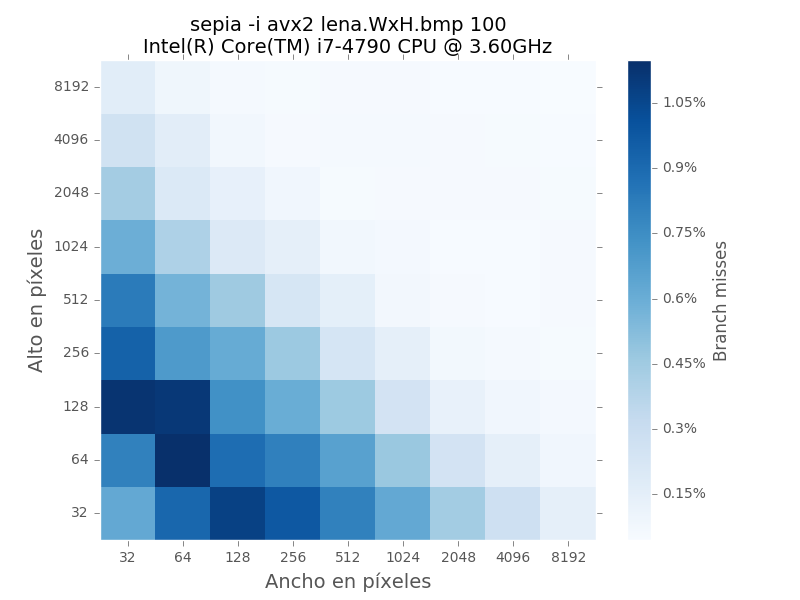 sepia -i avx2 lena.WxH.bmp 100
Intel(R) Core(TM) i7-4790 CPU @ 3.60GHz
8192
4096
2048
1024
512
256
128
64
32
Alto en píxeles
32 64 128 256 512 1024 2048 4096 8192
Ancho en píxeles
1.05%
0.9%
0.75%
0.6%
0.45%
0.3%
0.15%
Branch misses